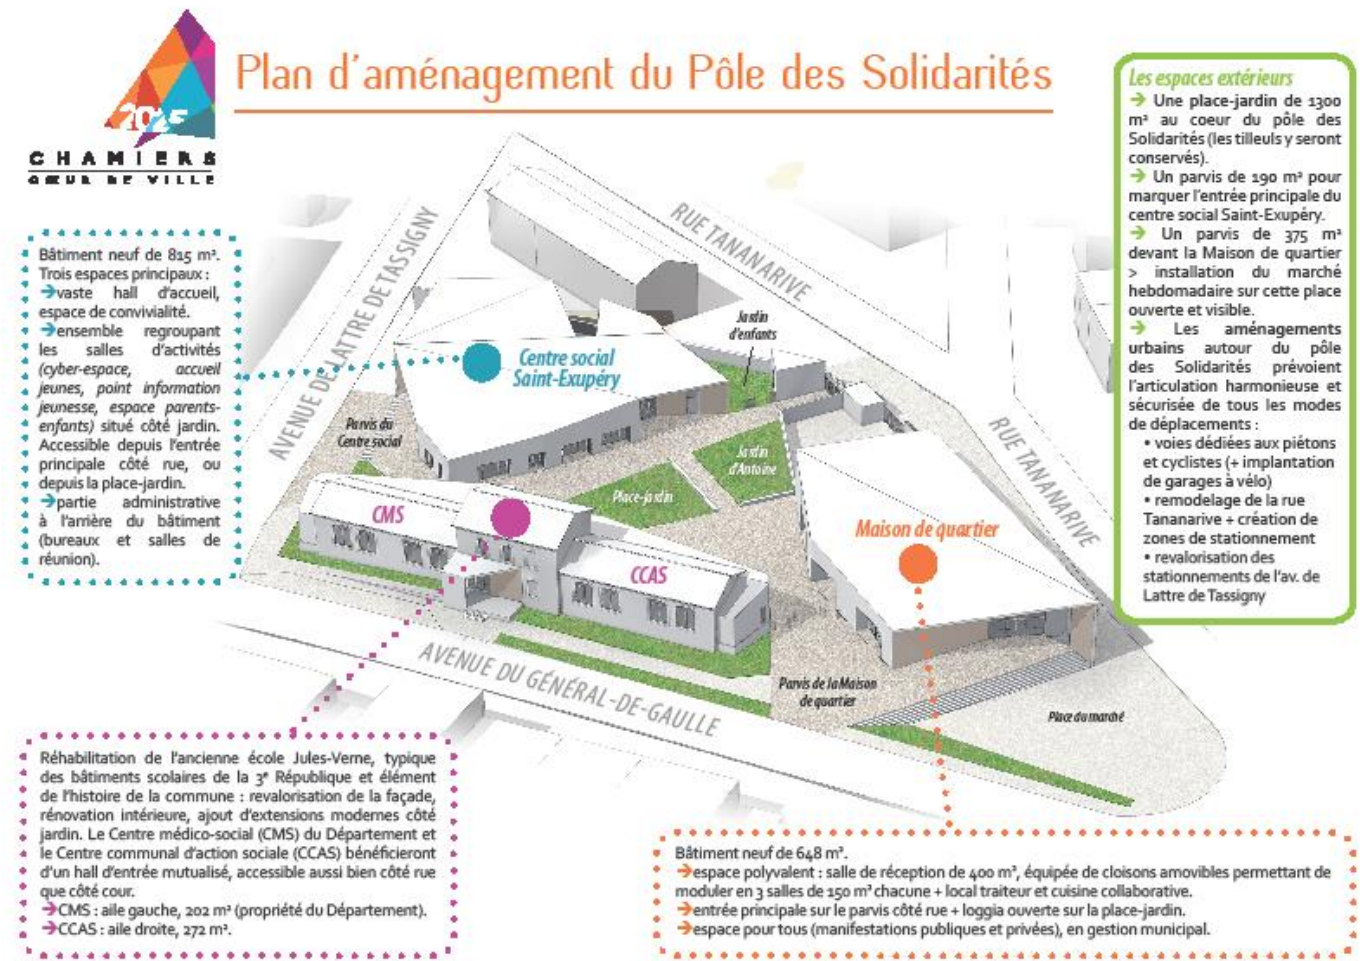 2025
CHAMIERS
CŒUR DE VILLE
Plan d'aménagement du Pôle des Solidarités
Les espaces extérieurs
→ Une place-jardin de 1300
m² au coeur du pôle des
Solidarités (les tilleuls y seront
conservés).
→ Un parvis de 190 m² pour
marquer l'entrée principale du
centre social Saint-Exupéry.
→ Un parvis de 375 m²
devant la Maison de quartier
> installation du marché
hebdomadaire sur cette place
ouverte et visible.
→ Les aménagements
urbains autour du pôle
des Solidarités prévoient
l'articulation harmonieuse et
sécurisée de tous les modes
de déplacements :
• voies dédiées aux piétons
et cyclistes (+ implantation
de garages à vélo)
• remodelage de la rue
Tananarive + création de
zones de stationnement
• revalorisation des
stationnements de l'av. de
Lattre de Tassigny
Bâtiment neuf de 815 m².
Trois espaces principaux :
→vaste hall d'accueil,
espace de convivialité.
→ensemble regroupant
les salles d'activités
(cyber-espace, accueil
jeunes, point information
jeunesse, espace parents-
enfants) situé côté jardin.
Accessible depuis l'entrée
principale côté rue, ou
depuis la place-jardin.
→partie administrative
à l'arrière du bâtiment
(bureaux et salles de
réunion).
AVENUE DE LATTRE DE TASSIGNY
RUE TANANARIVE
RUE TANANARIVE
AVENUE DU GÉNÉRAL-DE-GAULLE
Jardin
d'enfants
Centre social
Saint-Exupéry
Parvis du
Centre social
Jardin
d'Antoine
Place-jardin
CMS
CCAS
Maison de quartier
Parvis de la Maison
de quartier
Place du marché
Réhabilitation de l'ancienne école Jules-Verne, typique
des bâtiments scolaires de la 3e République et élément
de l'histoire de la commune : revalorisation de la façade,
rénovation intérieure, ajout d'extensions modernes côté
jardin. Le Centre médico-social (CMS) du Département et
le Centre communal d'action sociale (CCAS) bénéficieront
d'un hall d'entrée mutualisé, accessible aussi bien côté rue
que côté cour.
→CMS : aile gauche, 202 m² (propriété du Département).
→CCAS : aile droite, 272 m².
Bâtiment neuf de 648 m².
→espace polyvalent : salle de réception de 400 m², équipée de cloisons amovibles permettant de
moduler en 3 salles de 150 m² chacune + local traiteur et cuisine collaborative.
→entrée principale sur le parvis côté rue + loggia ouverte sur la place-jardin.
→espace pour tous (manifestations publiques et privées), en gestion municipal.